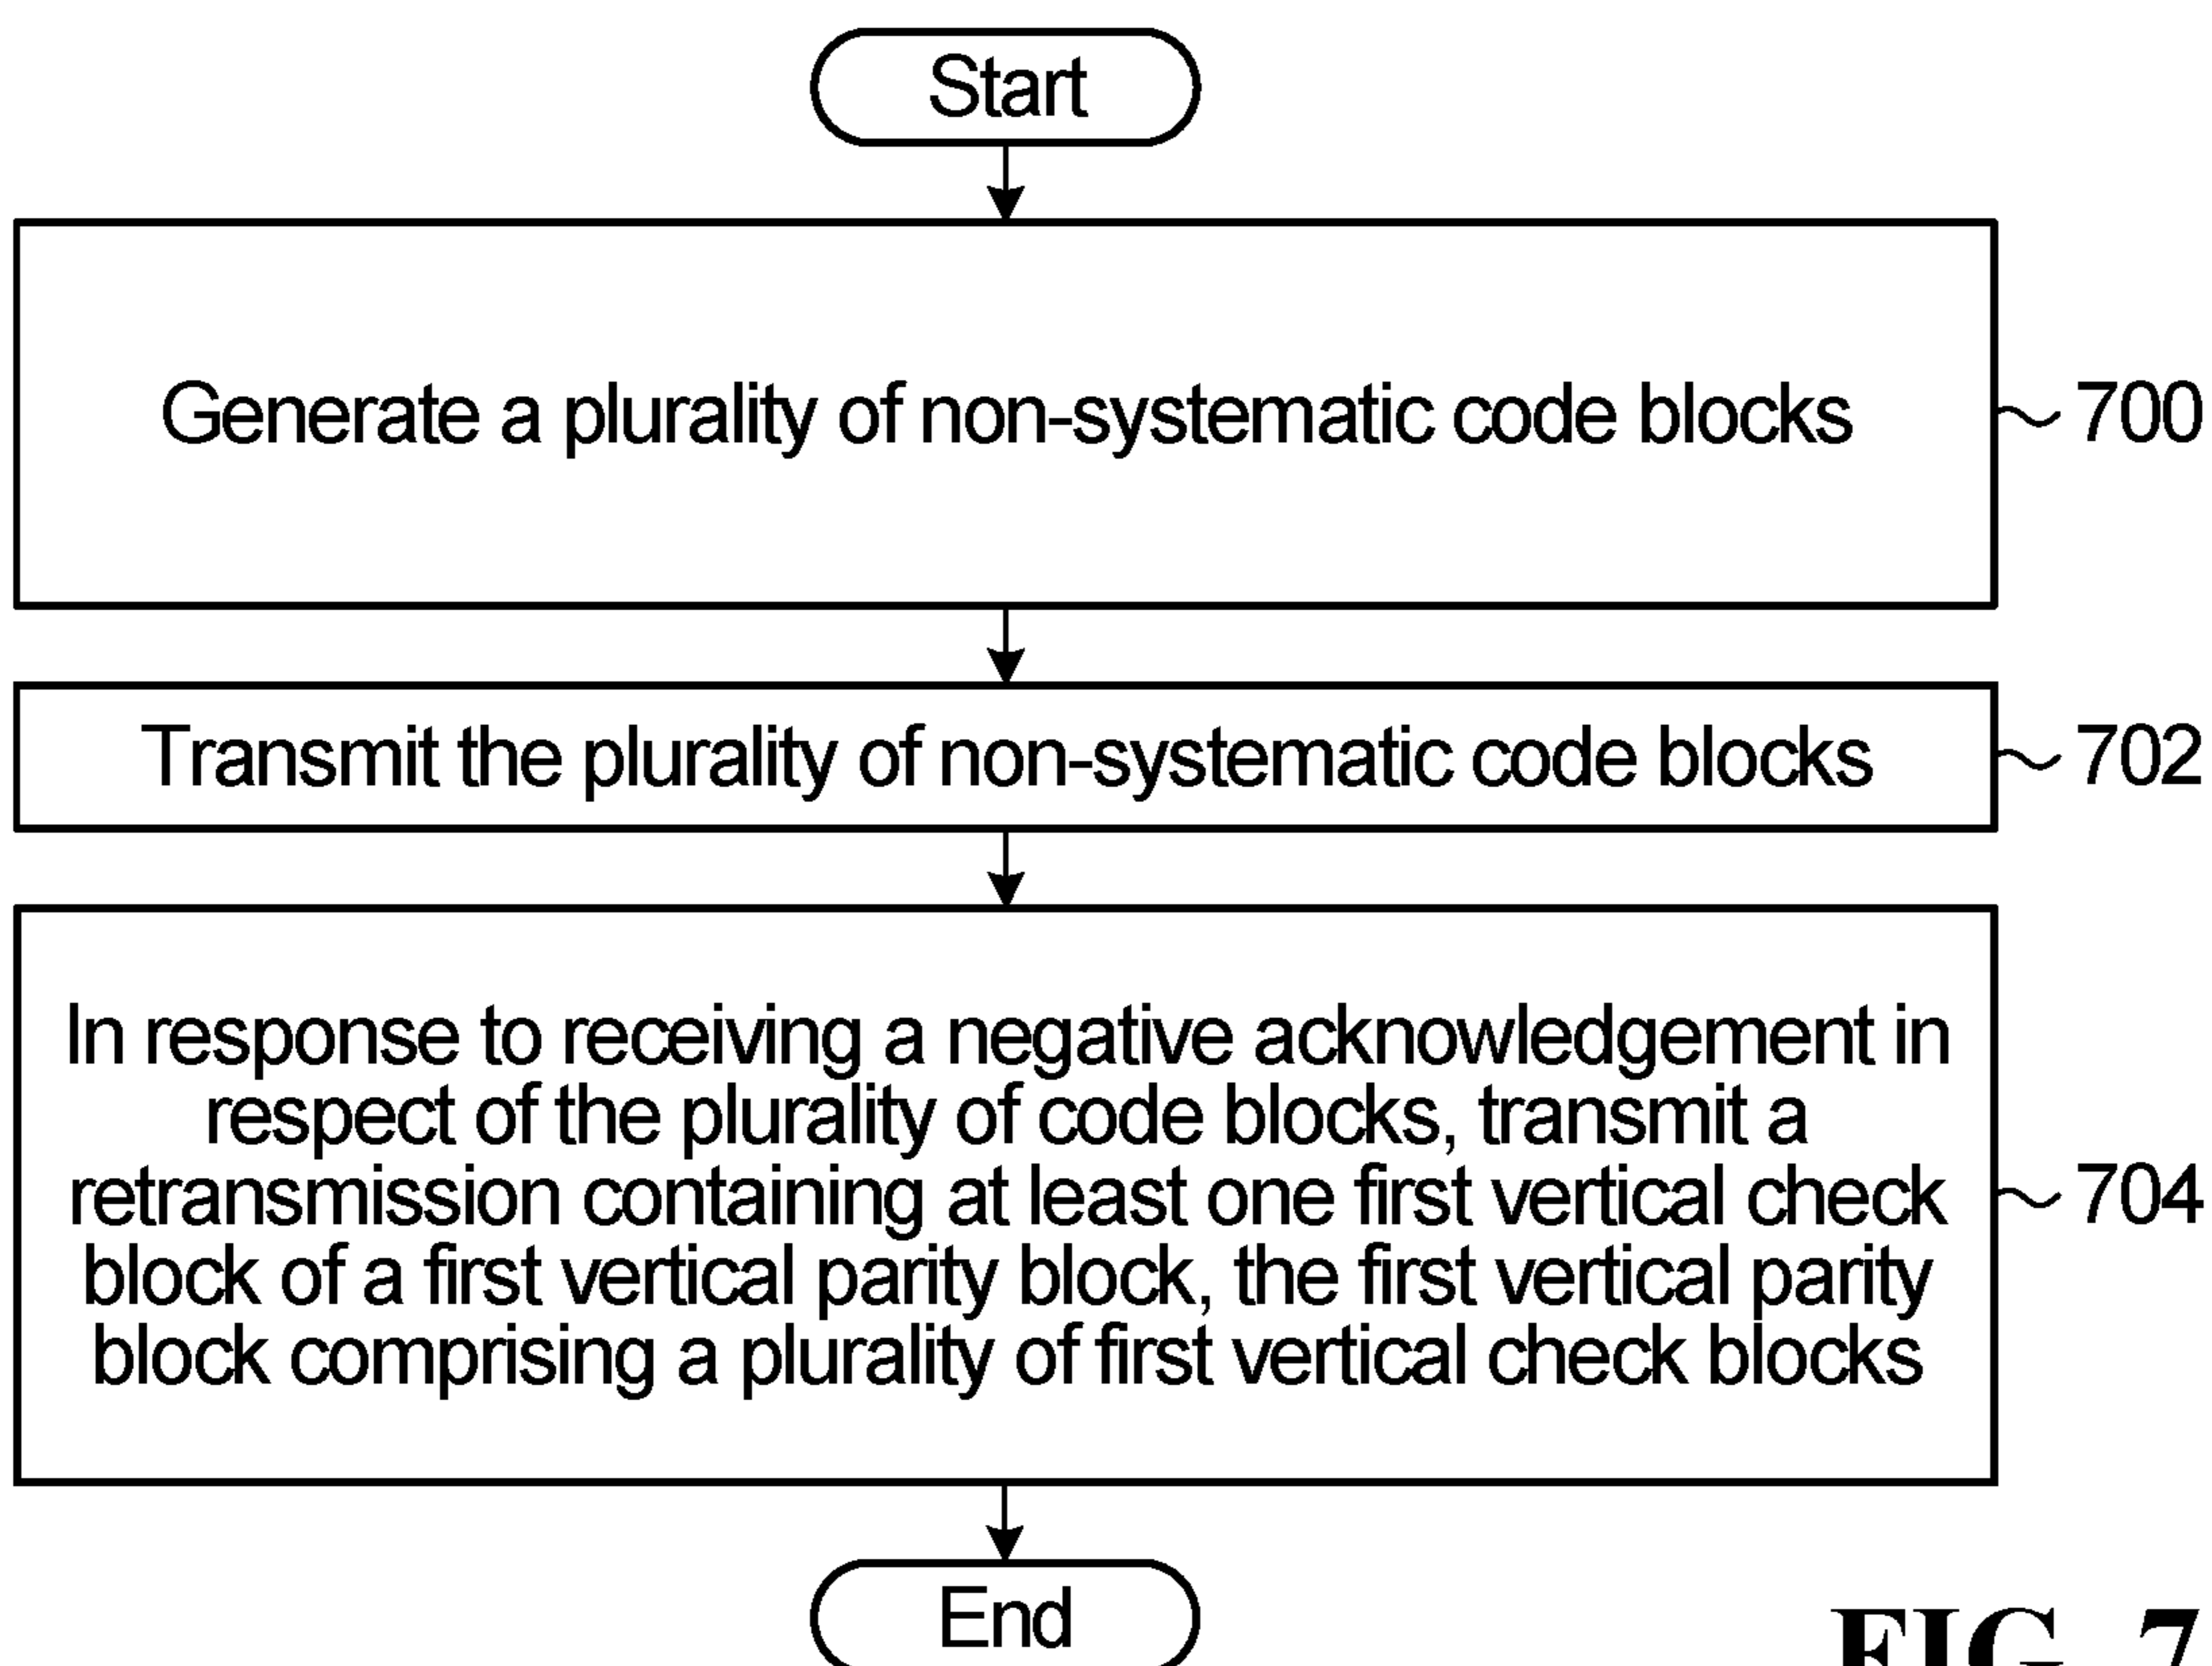 Start
Generate a plurality of non-systematic code blocks
700
Transmit the plurality of non-systematic code blocks
702
In response to receiving a negative acknowledgement in
respect of the plurality of code blocks, transmit a
retransmission containing at least one first vertical check
block of a first vertical parity block, the first vertical parity
block comprising a plurality of first vertical check blocks
704
End
FIG. 7